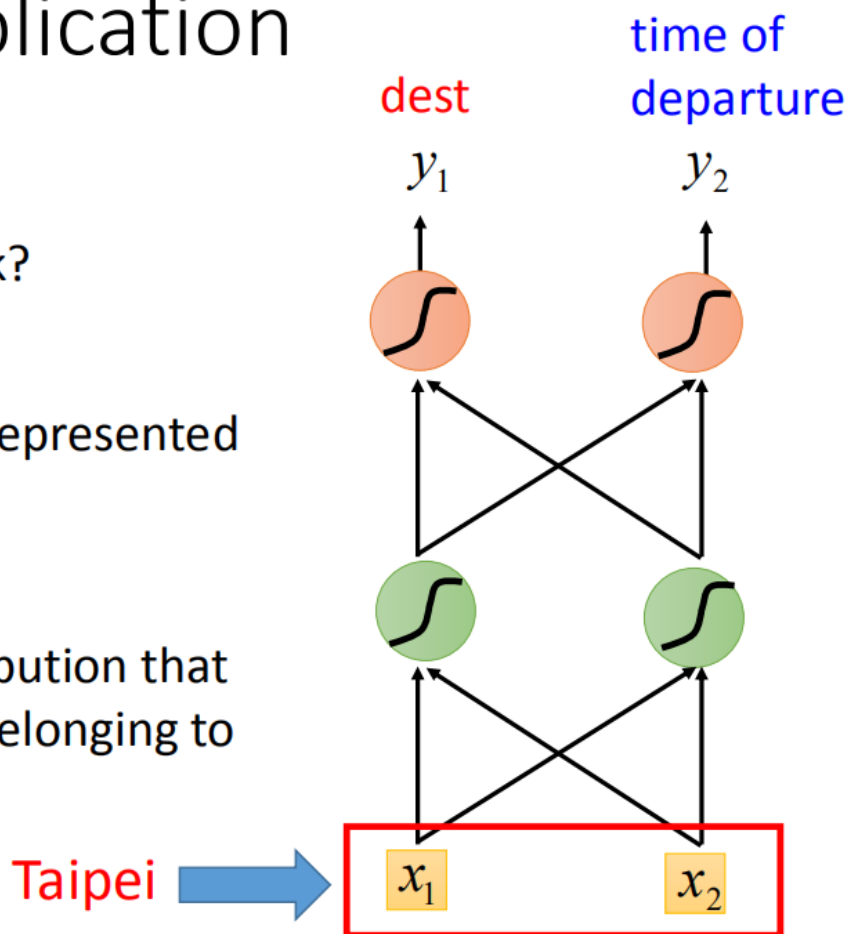 plication
time of
departure
dest
y₁ y₂
k?
epresented
bution that
elonging to
Taipei
x₁ x₂